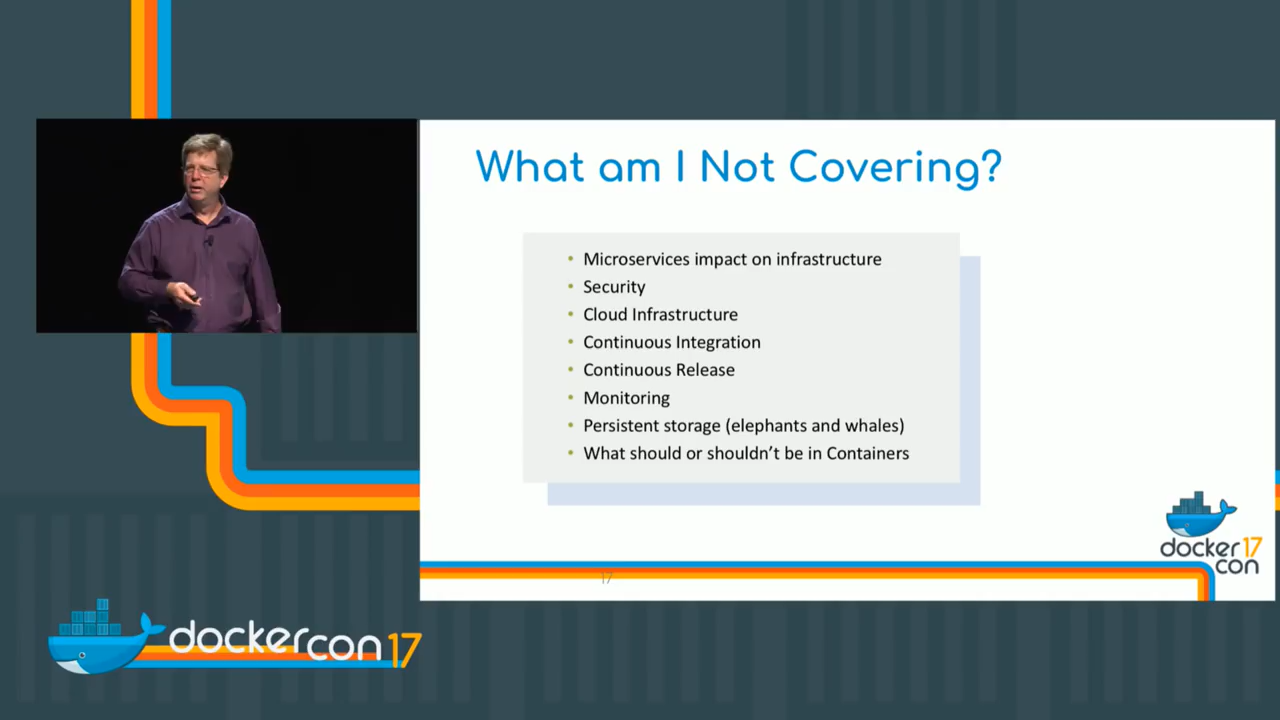 What am I Not Covering?
• Microservices impact on infrastructure
• Security
• Cloud Infrastructure
• Continuous Integration
• Continuous Release
• Monitoring
• Persistent storage (elephants and whales)
• What should or shouldn't be in Containers
docker 17
con
17
dockercon 17